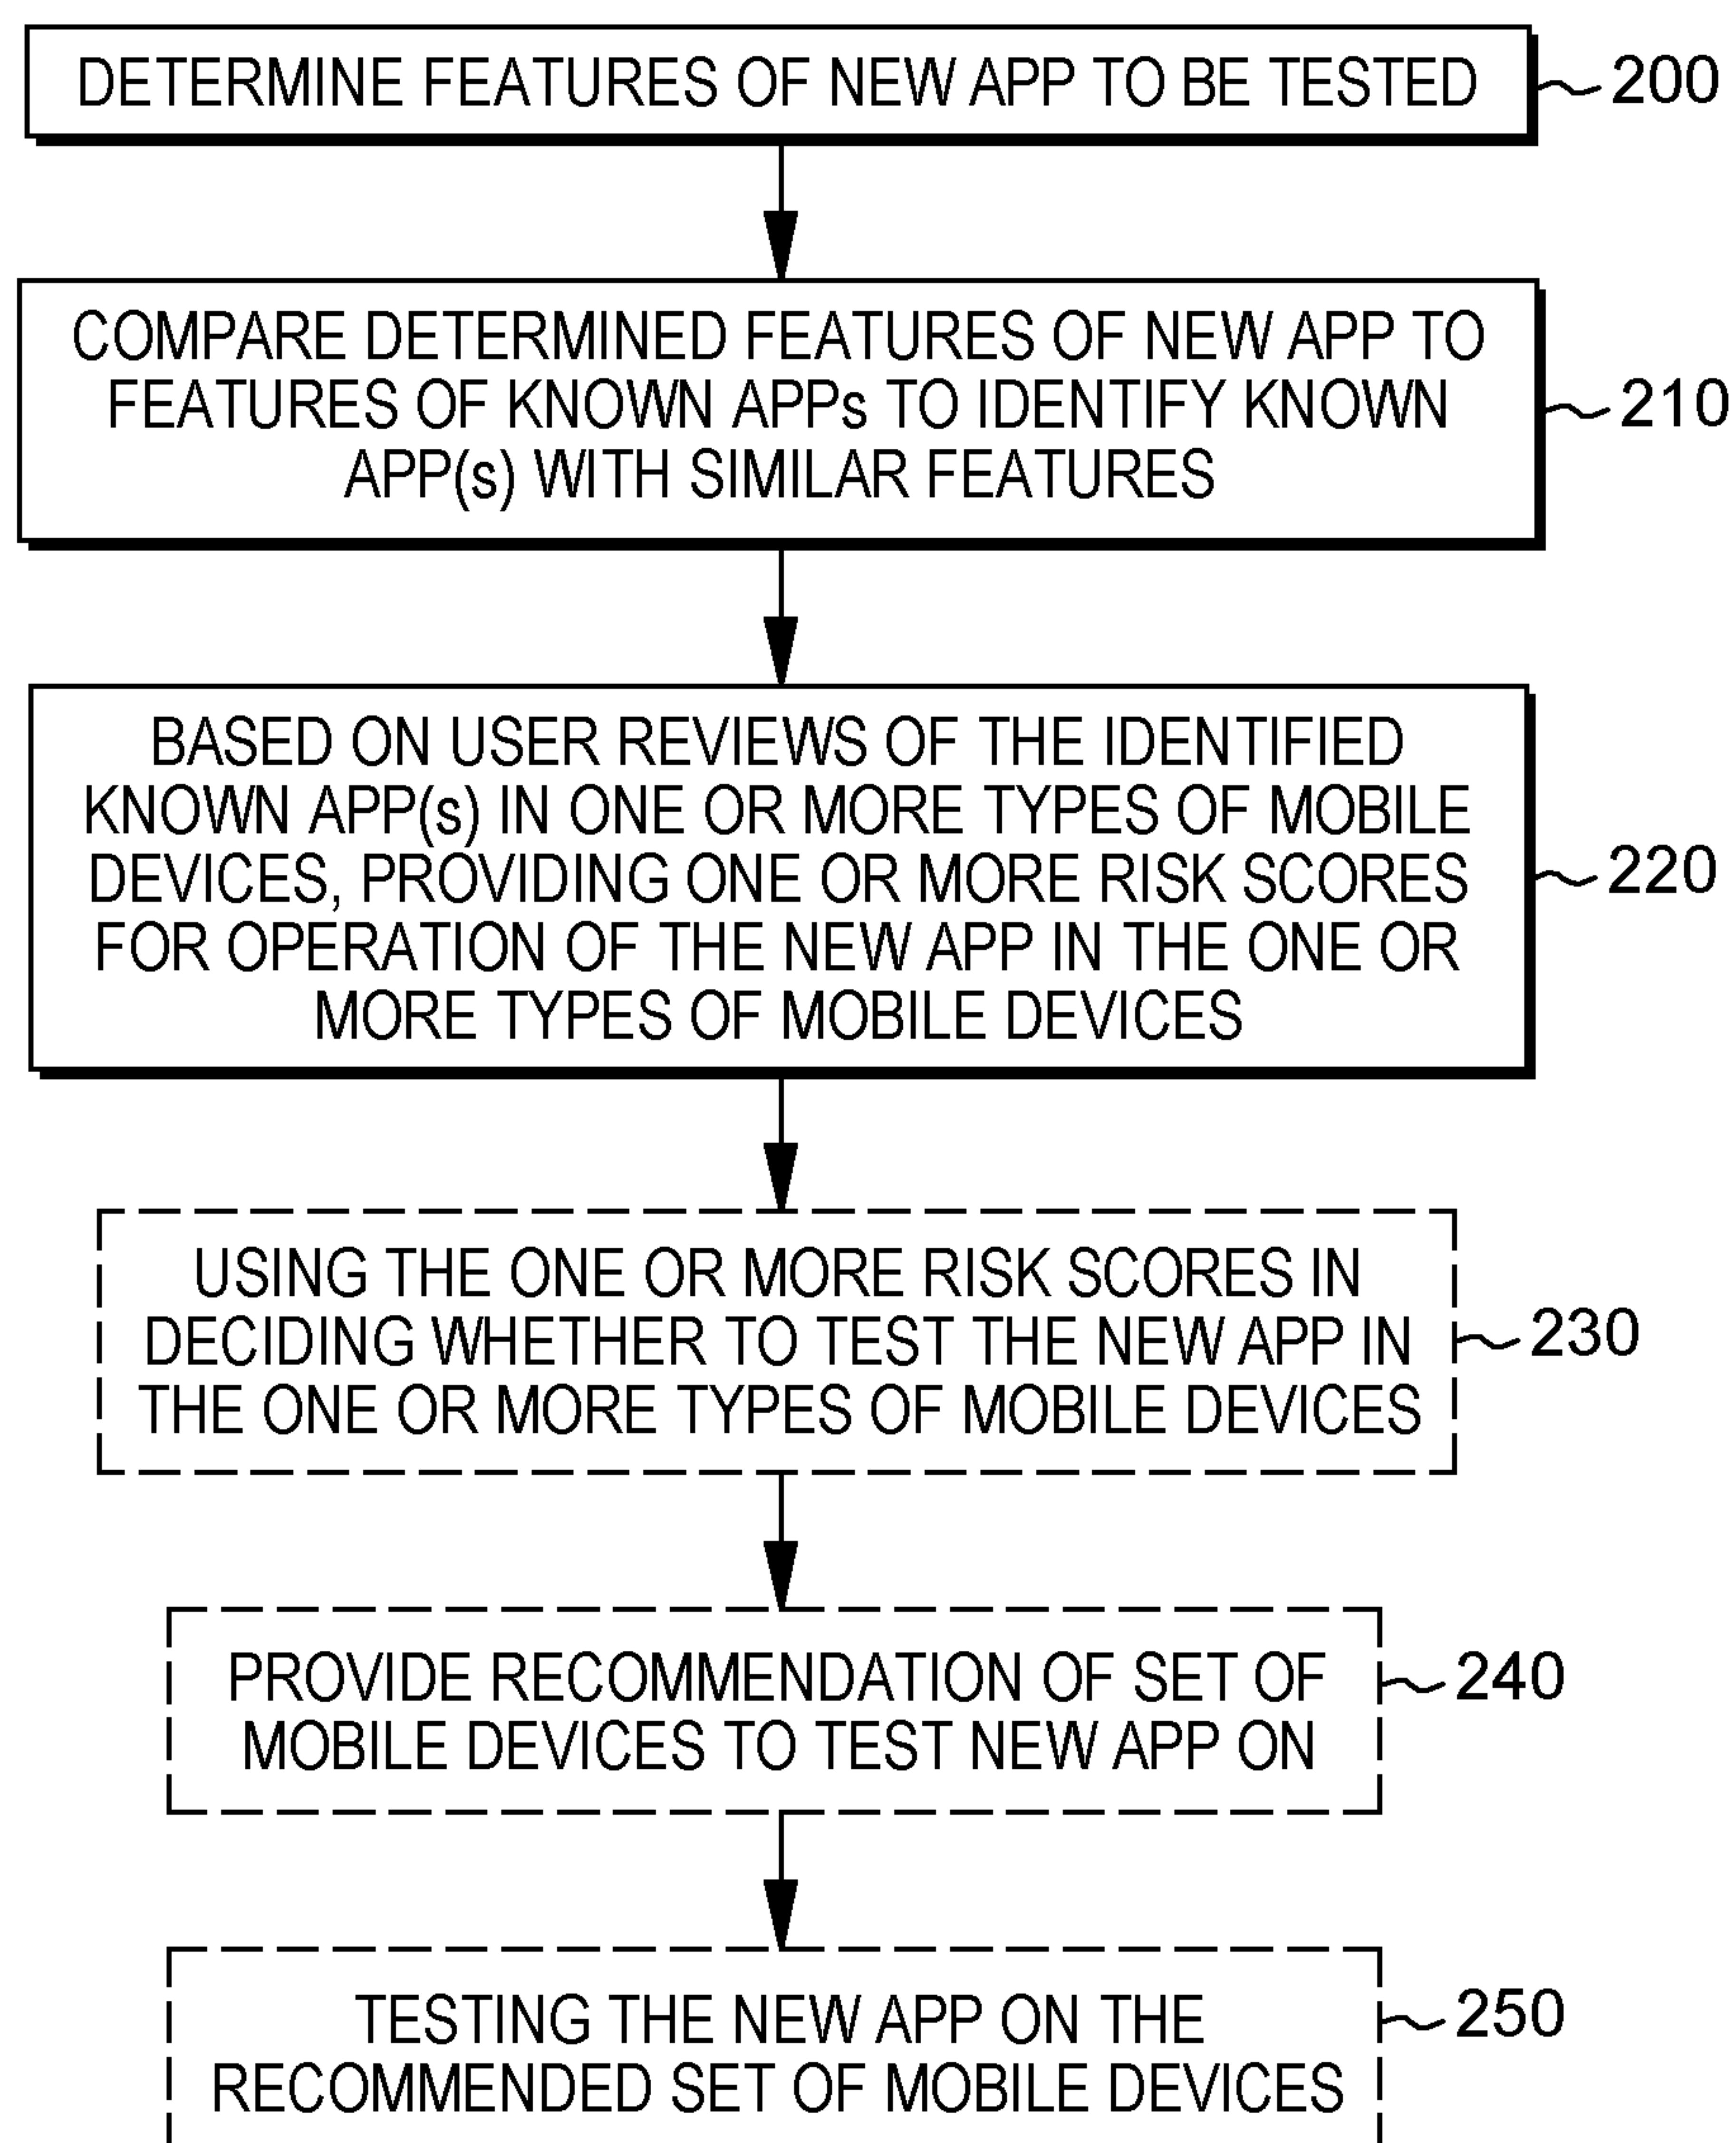 DETERMINE FEATURES OF NEW APP TO BE TESTED
200
COMPARE DETERMINED FEATURES OF NEW APP TO
FEATURES OF KNOWN APPs TO IDENTIFY KNOWN
APP(s) WITH SIMILAR FEATURES
210
BASED ON USER REVIEWS OF THE IDENTIFIED
KNOWN APP(s) IN ONE OR MORE TYPES OF MOBILE
DEVICES, PROVIDING ONE OR MORE RISK SCORES
FOR OPERATION OF THE NEW APP IN THE ONE OR
MORE TYPES OF MOBILE DEVICES
220
USING THE ONE OR MORE RISK SCORES IN
DECIDING WHETHER TO TEST THE NEW APP IN
THE ONE OR MORE TYPES OF MOBILE DEVICES
230
PROVIDE RECOMMENDATION OF SET OF
MOBILE DEVICES TO TEST NEW APP ON
240
TESTING THE NEW APP ON THE
RECOMMENDED SET OF MOBILE DEVICES
250